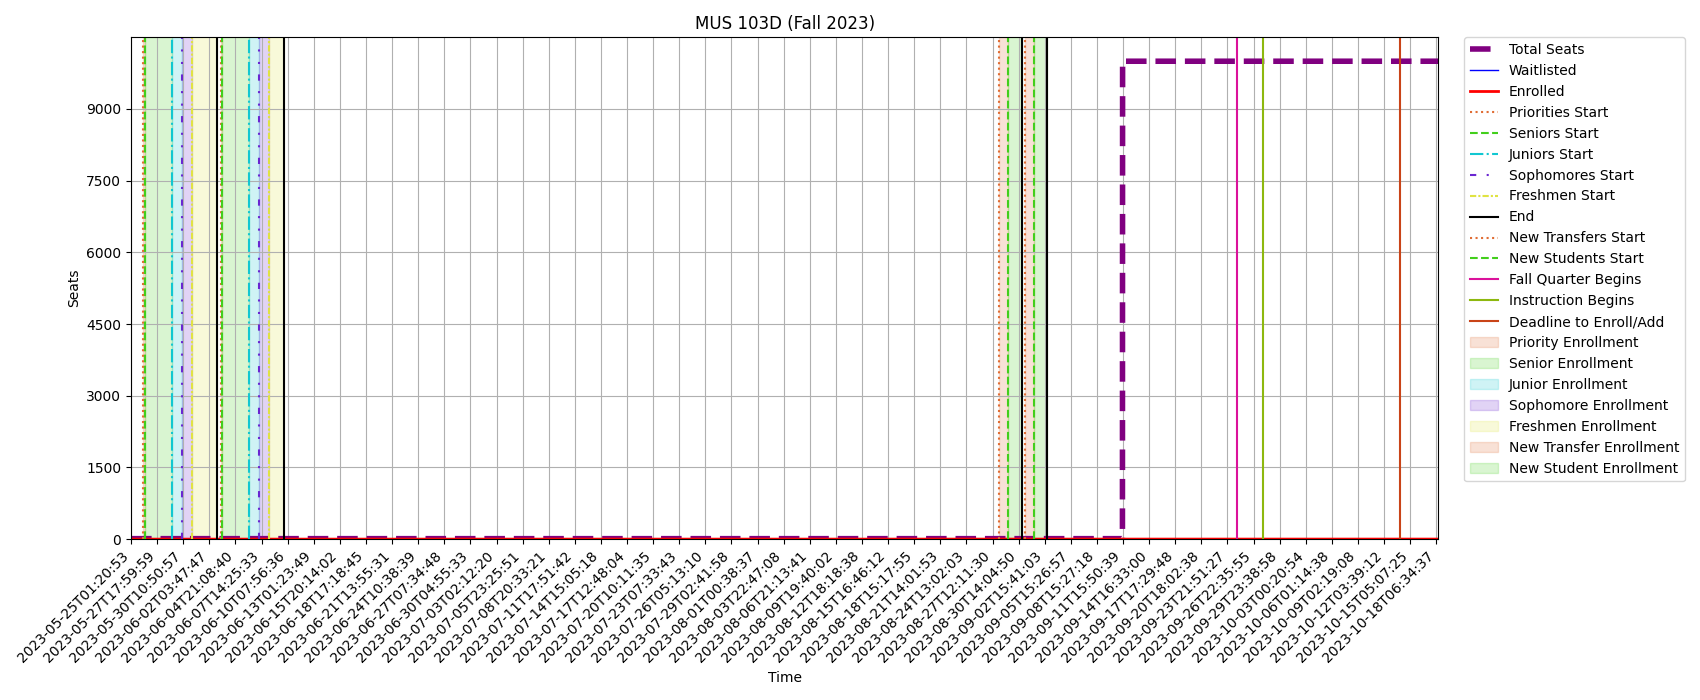 MUS 103D (Fall 2023)
Seats
9000
7500
6000
4500
3000
1500
0
2023-05-25T01:20:53
2023-05-27T17:59:59
2023-05-30T10:50:57
2023-06-02T03:47:47
2023-06-04T21:08:40
2023-06-07T14:25:33
2023-06-10T07:56:36
2023-06-13T01:23:49
2023-06-15T20:14:02
2023-06-18T17:18:45
2023-06-21T13:55:31
2023-06-24T10:38:39
2023-06-27T07:34:48
2023-06-30T04:55:33
2023-07-03T02:12:20
2023-07-05T23:25:51
2023-07-08T20:33:21
2023-07-11T17:51:42
2023-07-14T15:05:18
2023-07-17T12:48:04
2023-07-20T10:11:35
2023-07-23T07:33:43
2023-07-26T05:13:10
2023-07-29T02:41:58
2023-08-01T00:38:37
2023-08-03T22:47:08
2023-08-06T21:13:41
2023-08-09T19:40:02
2023-08-12T18:18:38
2023-08-15T16:46:12
2023-08-18T15:17:55
2023-08-21T14:01:53
2023-08-24T13:02:03
2023-08-27T12:11:30
2023-08-30T14:04:50
2023-09-02T15:41:03
2023-09-05T15:26:57
2023-09-08T15:27:18
2023-09-11T15:50:39
2023-09-14T16:33:00
2023-09-17T17:29:48
2023-09-20T18:02:38
2023-09-23T21:51:27
2023-09-26T22:35:55
2023-09-29T23:38:58
2023-10-03T00:20:54
2023-10-06T01:14:38
2023-10-09T02:19:08
2023-10-12T03:39:12
2023-10-15T05:07:25
2023-10-18T06:34:37
Time
Total Seats
Waitlisted
Enrolled
Priorities Start
Seniors Start
Juniors Start
Sophomores Start
Freshmen Start
End
New Transfers Start
New Students Start
Fall Quarter Begins
Instruction Begins
Deadline to Enroll/Add
Priority Enrollment
Senior Enrollment
Junior Enrollment
Sophomore Enrollment
Freshmen Enrollment
New Transfer Enrollment
New Student Enrollment